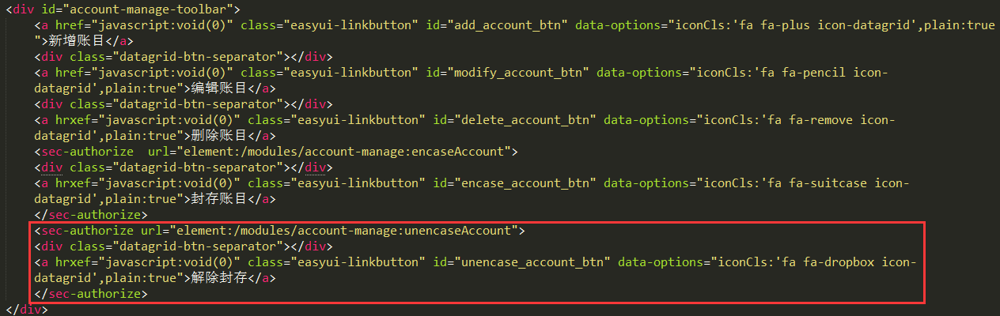 <div id="account-manage-toolbar">
<a href="javascript:void(0)" class="easyui-linkbutton" id="add_account_btn" data-options="iconCls:'fa fa-plus icon-datagrid',plain:true
">新增账目</a>
<div class="datagrid-btn-separator"></div>
<a href="javascript:void(0)" class="easyui-linkbutton" id="modify_account_btn" data-options="iconCls:'fa fa-pencil icon-
datagrid',plain:true">编辑账目</a>
<div class="datagrid-btn-separator"></div>
<a hrxef="javascript:void(0)" class="easyui-linkbutton" id="delete_account_btn" data-options="iconCls:'fa fa-remove icon-
datagrid',plain:true">删除账目</a>
<sec-authorize  url="element:/modules/account-manage:encaseAccount">
<div class="datagrid-btn-separator"></div>
<a hrxef="javascript:void(0)" class="easyui-linkbutton" id="encase_account_btn" data-options="iconCls:'fa fa-suitcase icon-
datagrid',plain:true">封存账目</a>
</sec-authorize>
<sec-authorize url="element:/modules/account-manage:unencaseAccount">
<div class="datagrid-btn-separator"></div>
<a hrxef="javascript:void(0)" class="easyui-linkbutton" id="unencase_account_btn" data-options="iconCls:'fa fa-dropbox icon-
datagrid',plain:true">解除封存</a>
</sec-authorize>
</div>